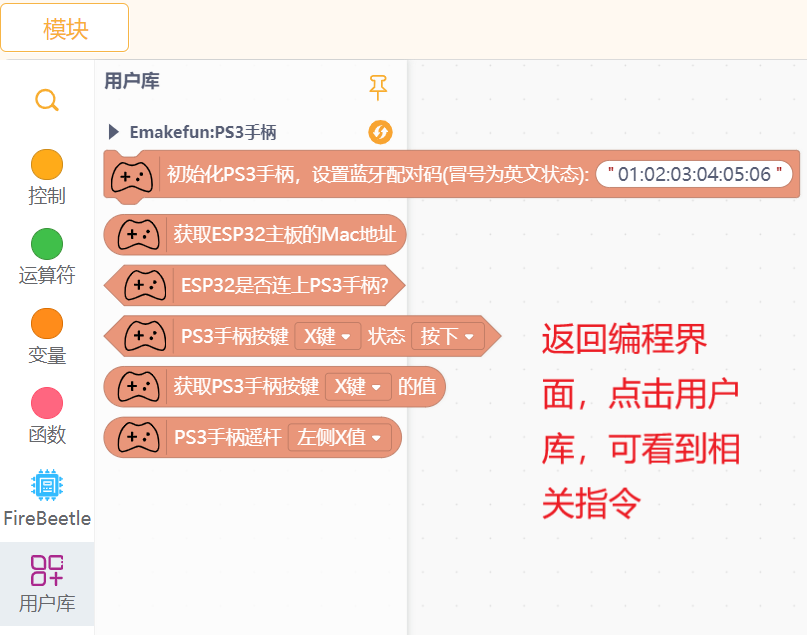 模块
用户库
Emakefun:PS3手柄
初始化PS3手柄，设置蓝牙配对码(冒号为英文状态): "01:02:03:04:05:06"
获取ESP32主板的Mac地址
ESP32是否连上PS3手柄?
PS3手柄按键 X键 状态 按下
获取PS3手柄按键 X键 的值
PS3手柄遥杆 左侧X值
控制
运算符
变量
函数
FireBeetle
用户库
返回编程界
面，点击用户
库，可看到相
关指令